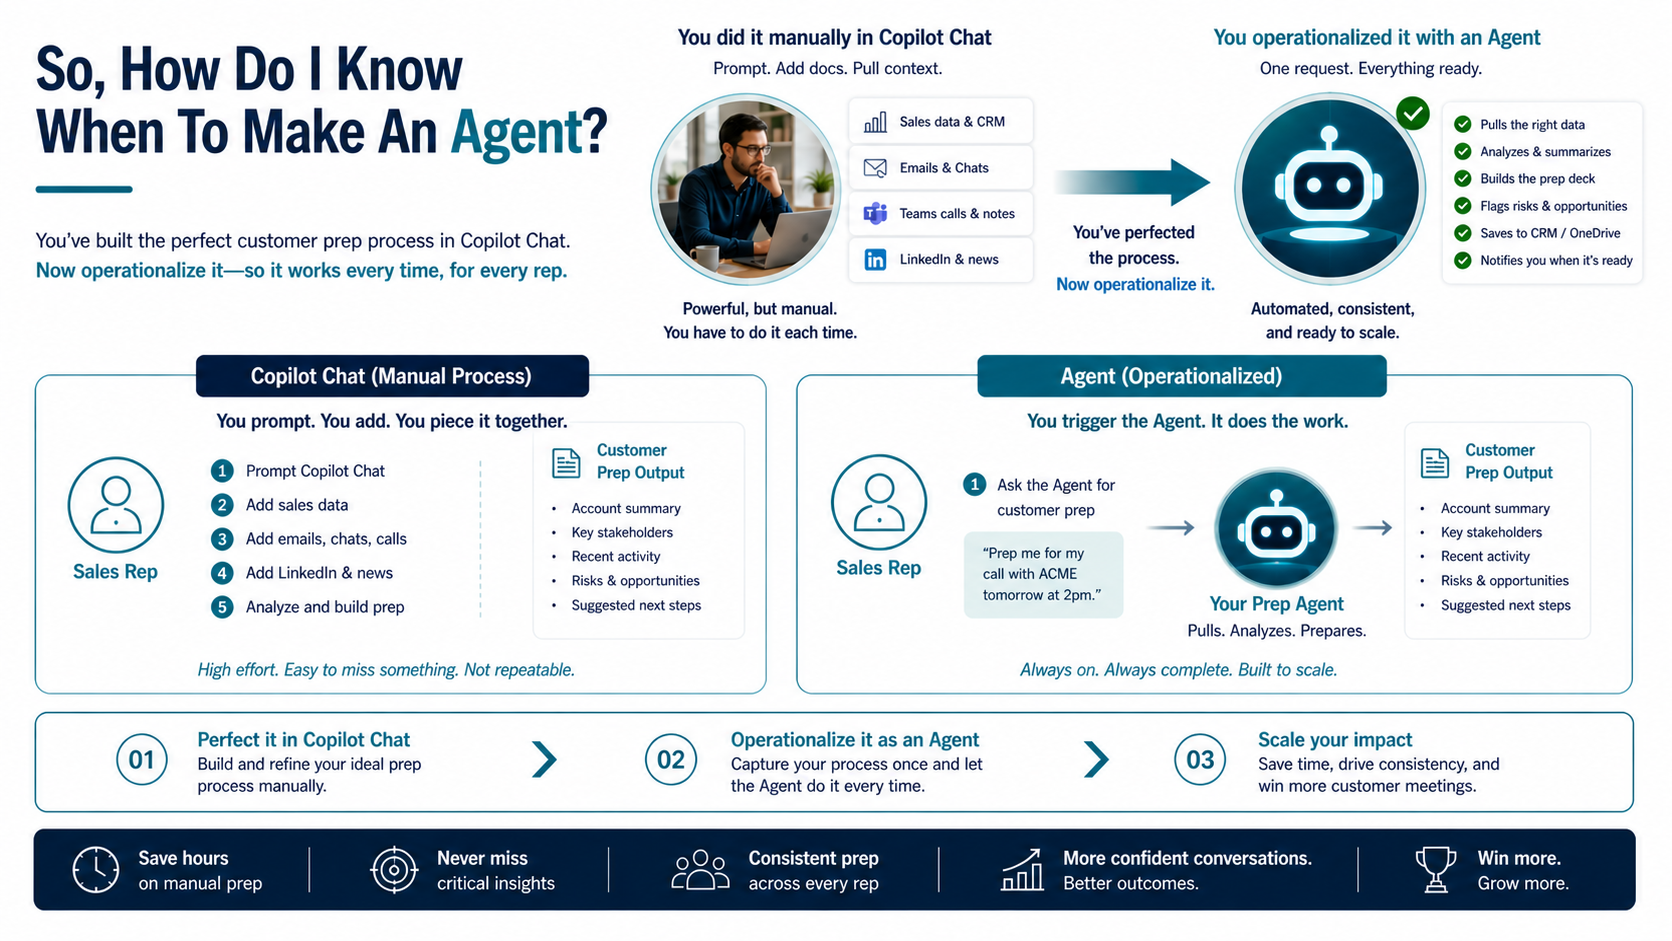 So, How Do I Know
When To Make An Agent?
You've built the perfect customer prep process in Copilot Chat.
Now operationalize it—so it works every time, for every rep.
You did it manually in Copilot Chat
Prompt. Add docs. Pull context.
Sales data & CRM
Emails & Chats
Teams calls & notes
LinkedIn & news
Powerful, but manual.
You have to do it each time.
You've perfected
the process.
Now operationalize it.
You operationalized it with an Agent
One request. Everything ready.
Pulls the right data
Analyzes & summarizes
Builds the prep deck
Flags risks & opportunities
Saves to CRM / OneDrive
Notifies you when it's ready
Automated, consistent,
and ready to scale.
Copilot Chat (Manual Process)
You prompt. You add. You piece it together.
Sales Rep
1 Prompt Copilot Chat
2 Add sales data
3 Add emails, chats, calls
4 Add LinkedIn & news
5 Analyze and build prep
Customer
Prep Output
• Account summary
• Key stakeholders
• Recent activity
• Risks & opportunities
• Suggested next steps
High effort. Easy to miss something. Not repeatable.
Agent (Operationalized)
You trigger the Agent. It does the work.
Sales Rep
1 Ask the Agent for
customer prep
“Prep me for my
call with ACME
tomorrow at 2pm.”
Your Prep Agent
Pulls. Analyzes. Prepares.
Customer
Prep Output
• Account summary
• Key stakeholders
• Recent activity
• Risks & opportunities
• Suggested next steps
Always on. Always complete. Built to scale.
01
Perfect it in Copilot Chat
Build and refine your ideal prep
process manually.
02
Operationalize it as an Agent
Capture your process once and let
the Agent do it every time.
03
Scale your impact
Save time, drive consistency, and
win more customer meetings.
Save hours
on manual prep
Never miss
critical insights
Consistent prep
across every rep
More confident conversations.
Better outcomes.
Win more.
Grow more.